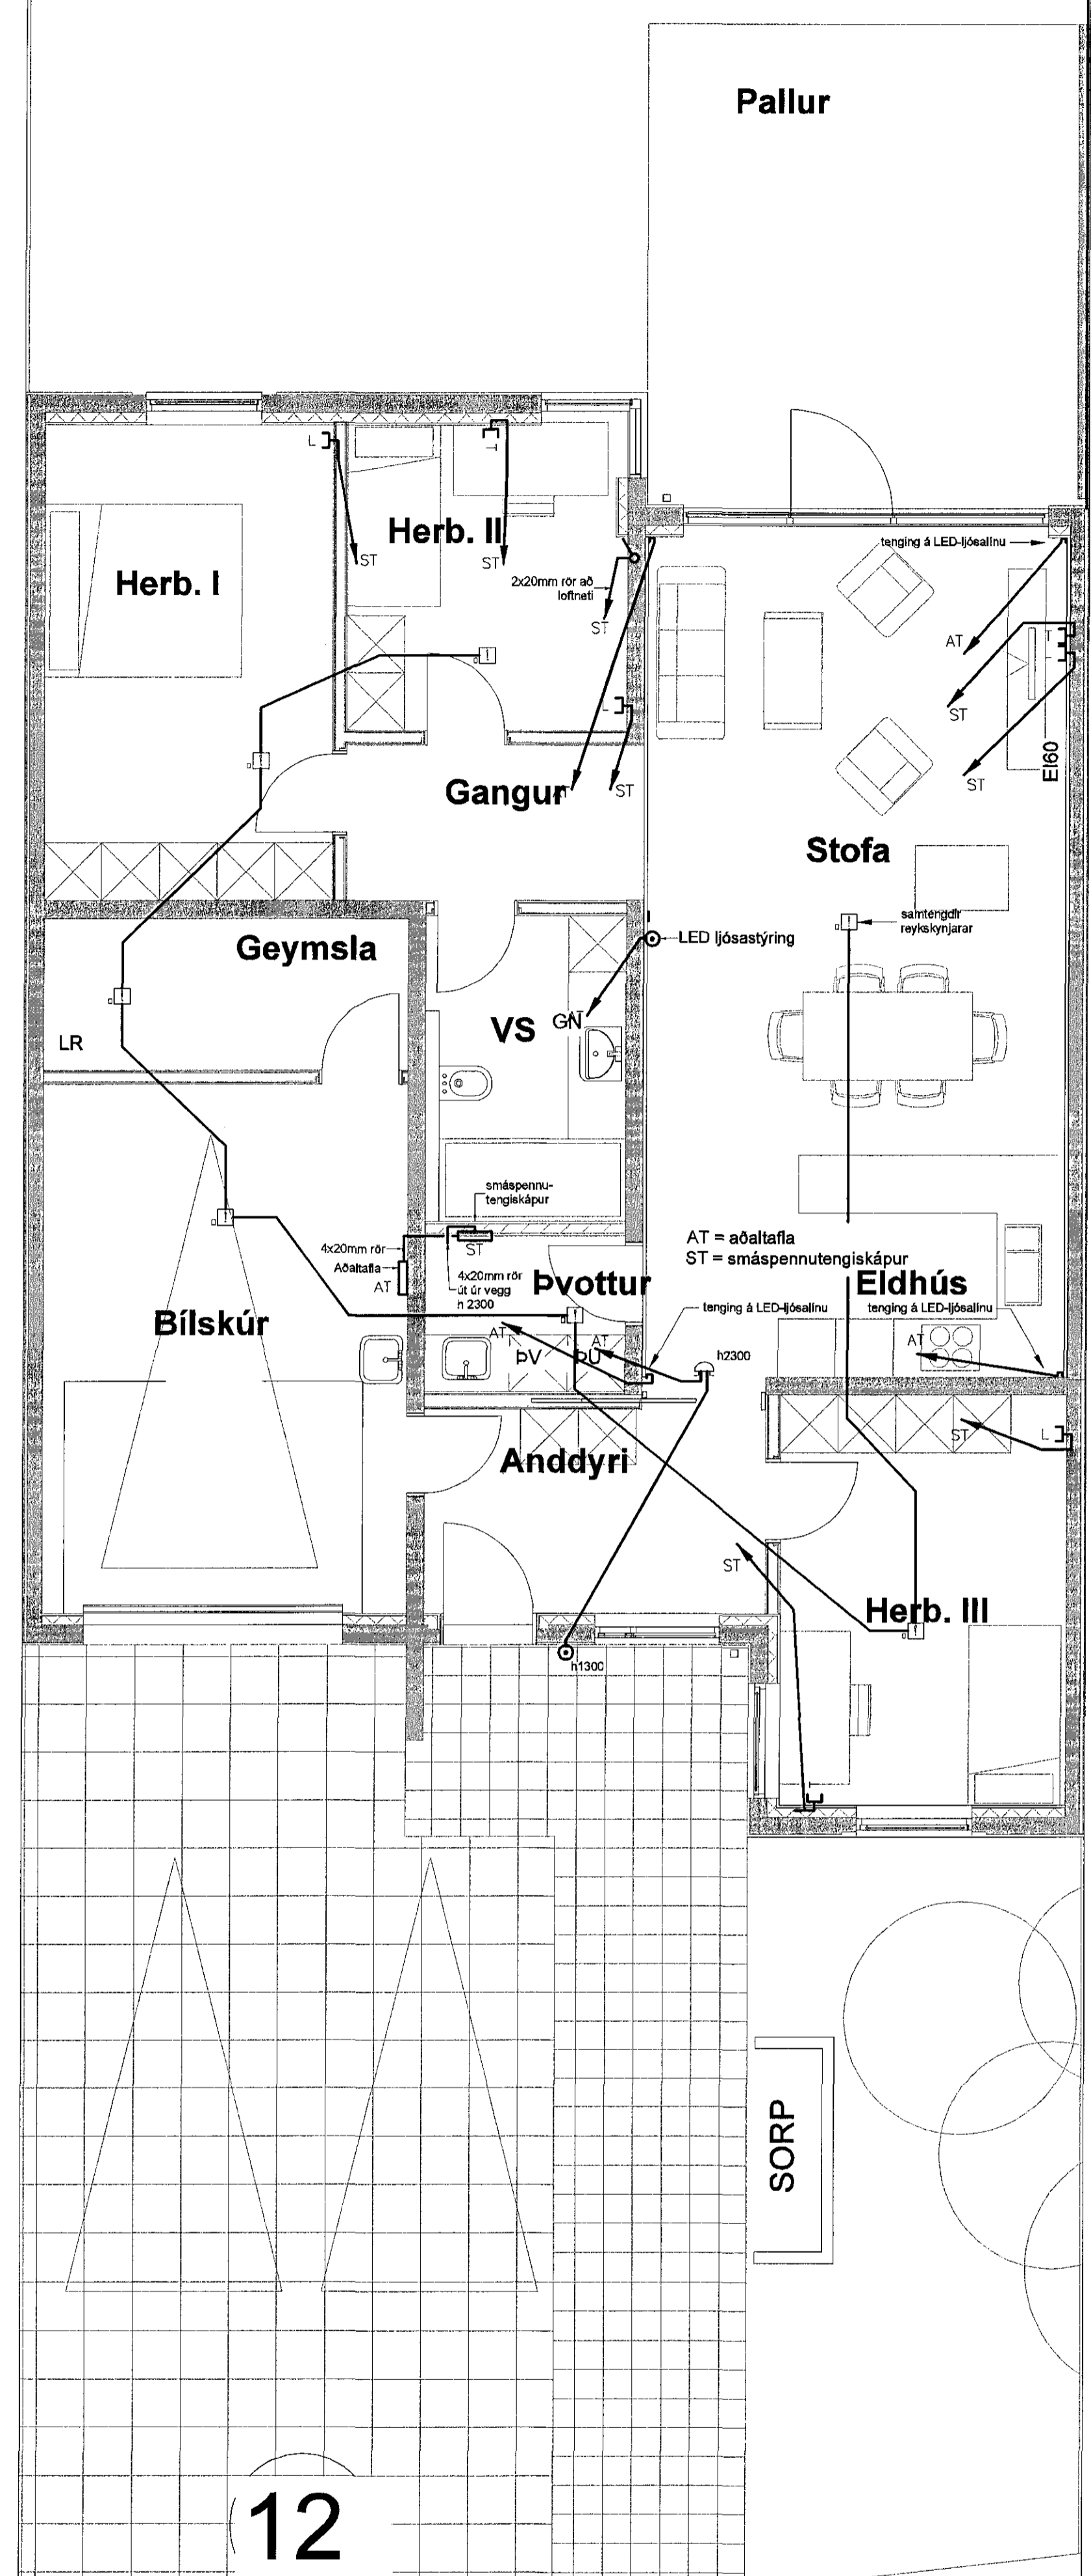 Pallur
L
T
Herb. II
tenging á LED-ljósalínu
ST
ST
Herb. I
2x20mm rör að
loftneti
ST
AT
T
T
ST
L
EI60
ST
Gangur
ST
Stofa
samtengdir
reykskynjarar
Geymsla
LED ljósastýring
GN
VS
LR
smáspennu-
tengiskápur
AT = aðaltafla
ST = smáspennutengiskápur
4x20mm rör
ST
Aðaltafla
AT
4x20mm rör
út úr vegg
h 2300
Þvottur
Eldhús
tenging á LED-ljósalínu
tenging á LED-ljósalínu
Bílskúr
AT
AT
AT
ÞV
ÞU
h2300
ST
L
Anddyri
ST
Herb. III
h1300
T
SORP
12